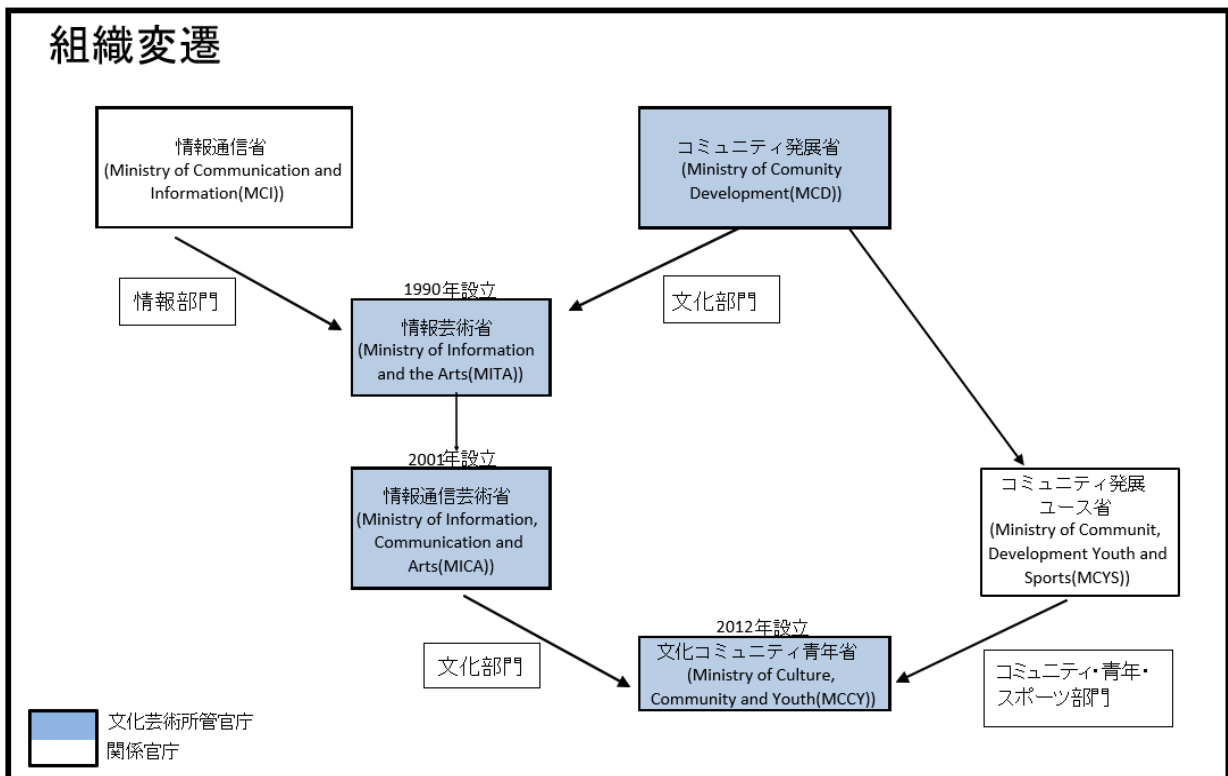 組織変遷
情報通信省
(Ministry of Communication and
Information(MCI))
コミュニティ発展省
(Ministry of Comunity
Development(MCD))
情報部門
文化部門
1990年設立
情報芸術省
(Ministry of Information
and the Arts(MITA))
2001年設立
情報通信芸術省
(Ministry of Information,
Communication and
Arts(MICA))
コミュニティ発展
ユース省
(Ministry of Communit,
Development Youth and
Sports(MCYS))
文化部門
2012年設立
文化コミュニティ青年省
(Ministry of Culture,
Community and Youth(MCCY))
コミュニティ・青年・
スポーツ部門
文化芸術所管官庁
関係官庁